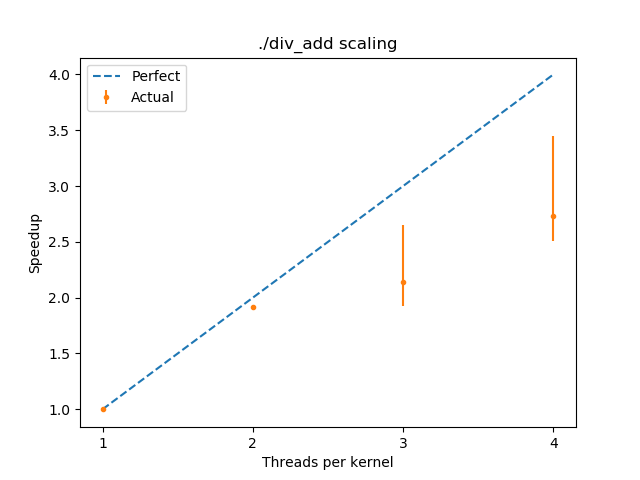 ./div_add scaling
Perfect
Actual
4.0
3.5
3.0
2.5
2.0
1.5
1.0
Speedup
1
2
3
4
Threads per kernel